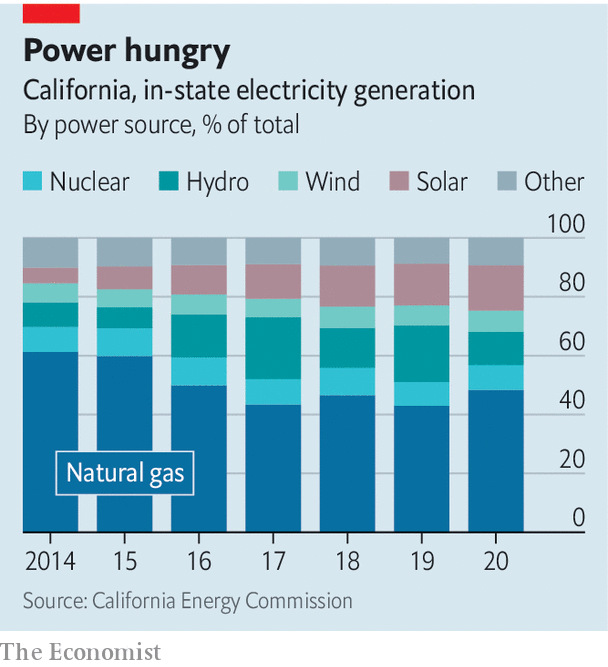 Power hungry
California, in-state electricity generation
By power source, % of total
Nuclear Hydro Wind Solar Other
100
80
60
40
20
0
Natural gas
2014 15 16 17 18 19 20
Source: California Energy Commission
The Economist